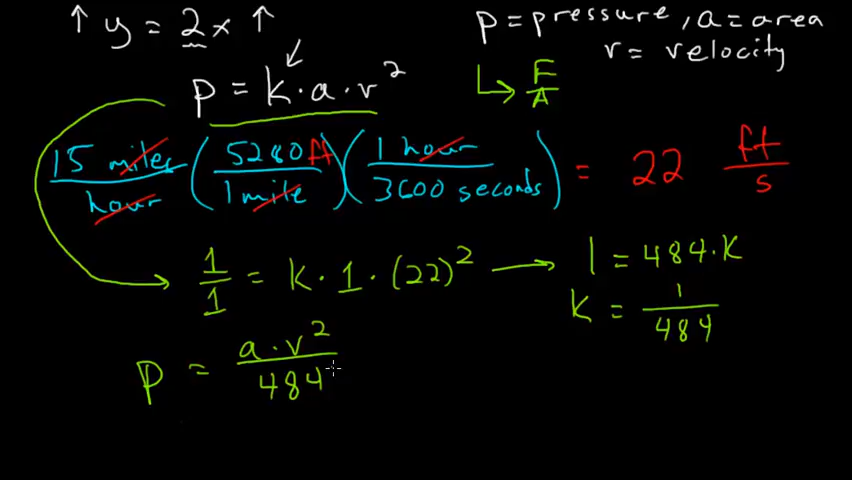 ↑ y = 2x ↑
p = pressure, a = area
v = velocity
p = k · a · v²
↳ F/A
15 miles/hour (5280 ft/1 mile)(1 hour/3600 seconds) = 22 ft/s
1/1 = k · 1 · (22)² → 1 = 484 · k
k = 1/484
p = a · v²/484